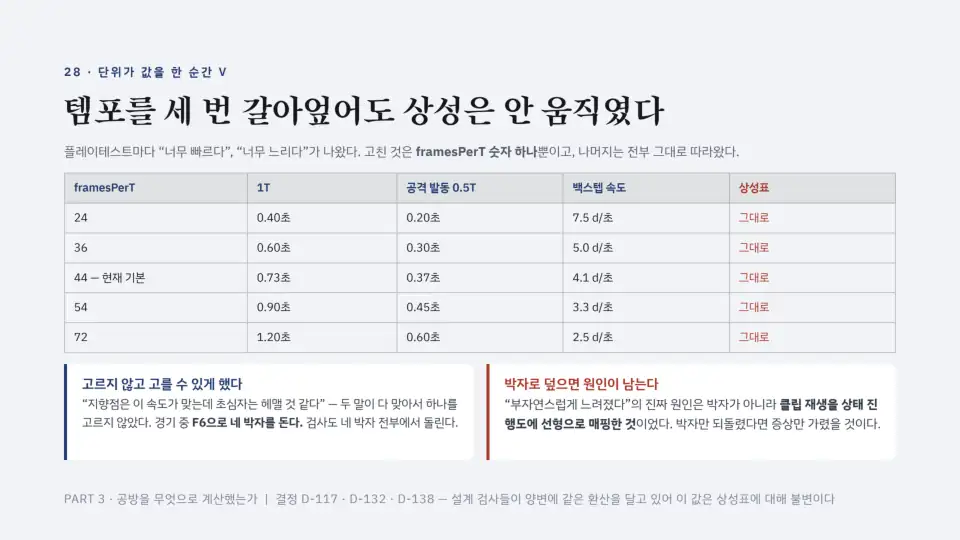 28 · 단위가 값을 한 순간 V
템포를 세 번 갈아엎어도 상성은 안 움직였다
플레이테스트마다 “너무 빠르다”, “너무 느리다”가 나왔다. 고친 것은 framesPerT 숫자 하나뿐이고, 나머지는 전부 그대로 따라왔다.
framesPerT 1T 공격 발동 0.5T 백스텝 속도 상성표
24 0.40초 0.20초 7.5 d/초 그대로
36 0.60초 0.30초 5.0 d/초 그대로
44 — 현재 기본 0.73초 0.37초 4.1 d/초 그대로
54 0.90초 0.45초 3.3 d/초 그대로
72 1.20초 0.60초 2.5 d/초 그대로
고르지 않고 고를 수 있게 했다
“지향점은 이 속도가 맞는데 초심자는 헤맬 것 같다” — 두 말이 다 맞아서 하나를
고르지 않았다. 경기 중 F6으로 네 박자를 돈다. 검사도 네 박자 전부에서 돌린다.
박자로 덮으면 원인이 남는다
“부자연스럽게 느려졌다”의 진짜 원인은 박자가 아니라 클립 재생을 상태 진
행도에 선형으로 매핑한 것이었다. 박자만 되돌렸다면 증상만 가렸을 것이다.
PART 3 · 공방을 무엇으로 계산했는가 | 결정 D-117 · D-132 · D-138 — 설계 검사들이 양변에 같은 환산을 달고 있어 이 값은 상성표에 대해 불변이다